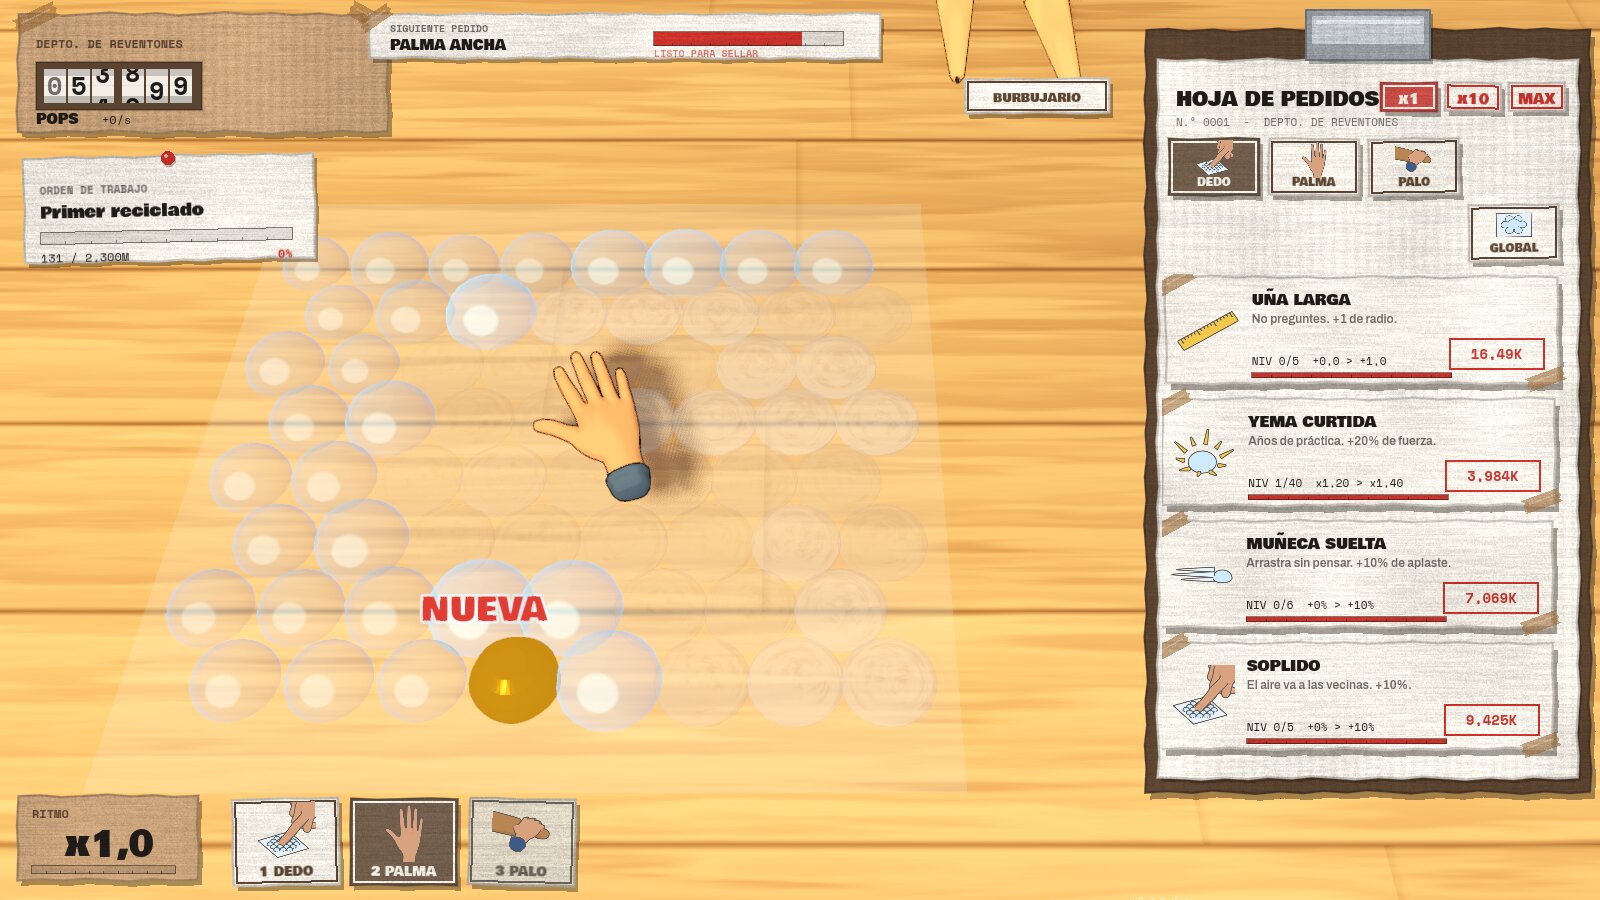 DEPTO. DE REVENTONES
POPS +0/s
SIGUIENTE PEDIDO
PALMA ANCHA
LISTO PARA SELLAR
BURBUJARIO
ORDEN DE TRABAJO
Primer reciclado
131 / 2,300M 0%
NUEVA
RITMO
x1,0
1 DEDO
2 PALMA
3 PALO
HOJA DE PEDIDOS
x1
x10
MAX
N.° 0001 - DEPTO. DE REVENTONES
DEDO
PALMA
PALO
GLOBAL
UÑA LARGA
No preguntes. +1 de radio.
NIV 0/5 +0,0 > +1,0
16,49K
YEMA CURTIDA
Años de práctica. +20% de fuerza.
NIV 1/40 x1,20 > x1,40
3,984K
MUÑECA SUELTA
Arrastra sin pensar. +10% de aplaste.
NIV 0/6 +0% > +10%
7,069K
SOPLIDO
El aire va a las vecinas. +10%.
NIV 0/5 +0% > +10%
9,425K